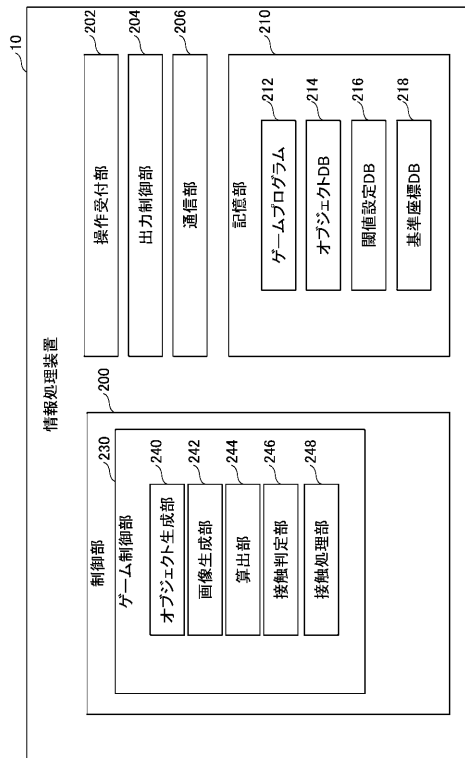 情報処理装置
10
制御部
200
ゲーム制御部
230
オブジェクト生成部
240
画像生成部
242
算出部
244
接触判定部
246
接触処理部
248
操作受付部
202
出力制御部
204
通信部
206
記憶部
210
ゲームプログラム
212
オブジェクトDB
214
閾値設定DB
216
基準座標DB
218